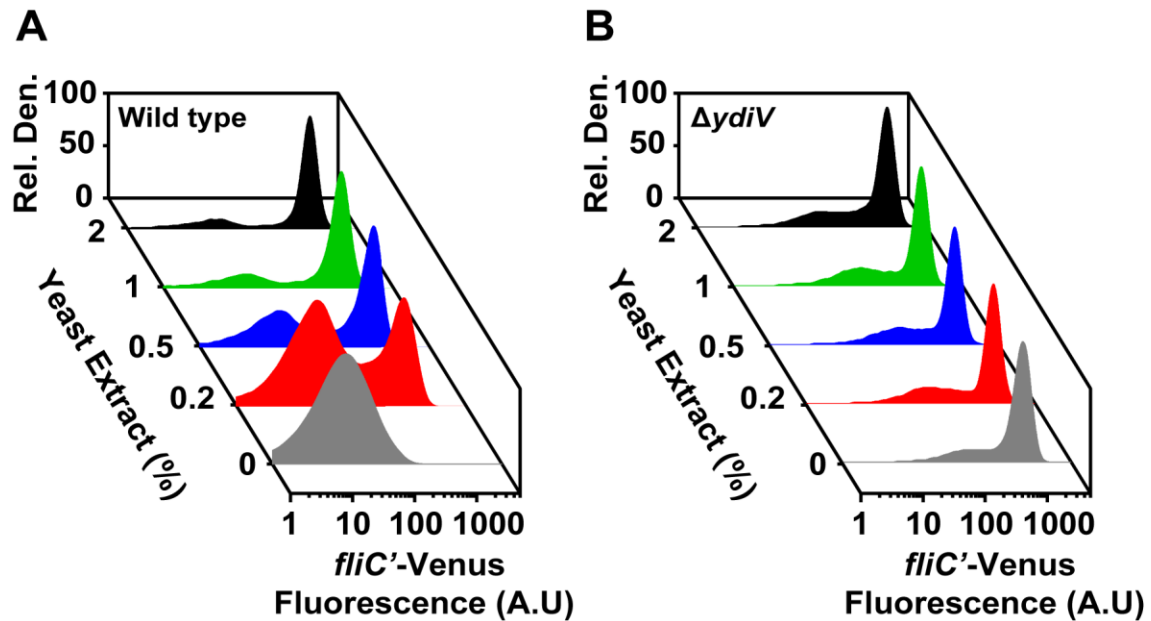 A
Rel. Den.
100
50
0
Wild type
2
1
0.5
0.2
0
Yeast Extract (%)
1 10 100 1000
fliC’-Venus
Fluorescence (A.U)
B
Rel. Den.
100
50
0
ΔydiV
2
1
0.5
0.2
0
Yeast Extract (%)
1 10 100 1000
fliC’-Venus
Fluorescence (A.U)